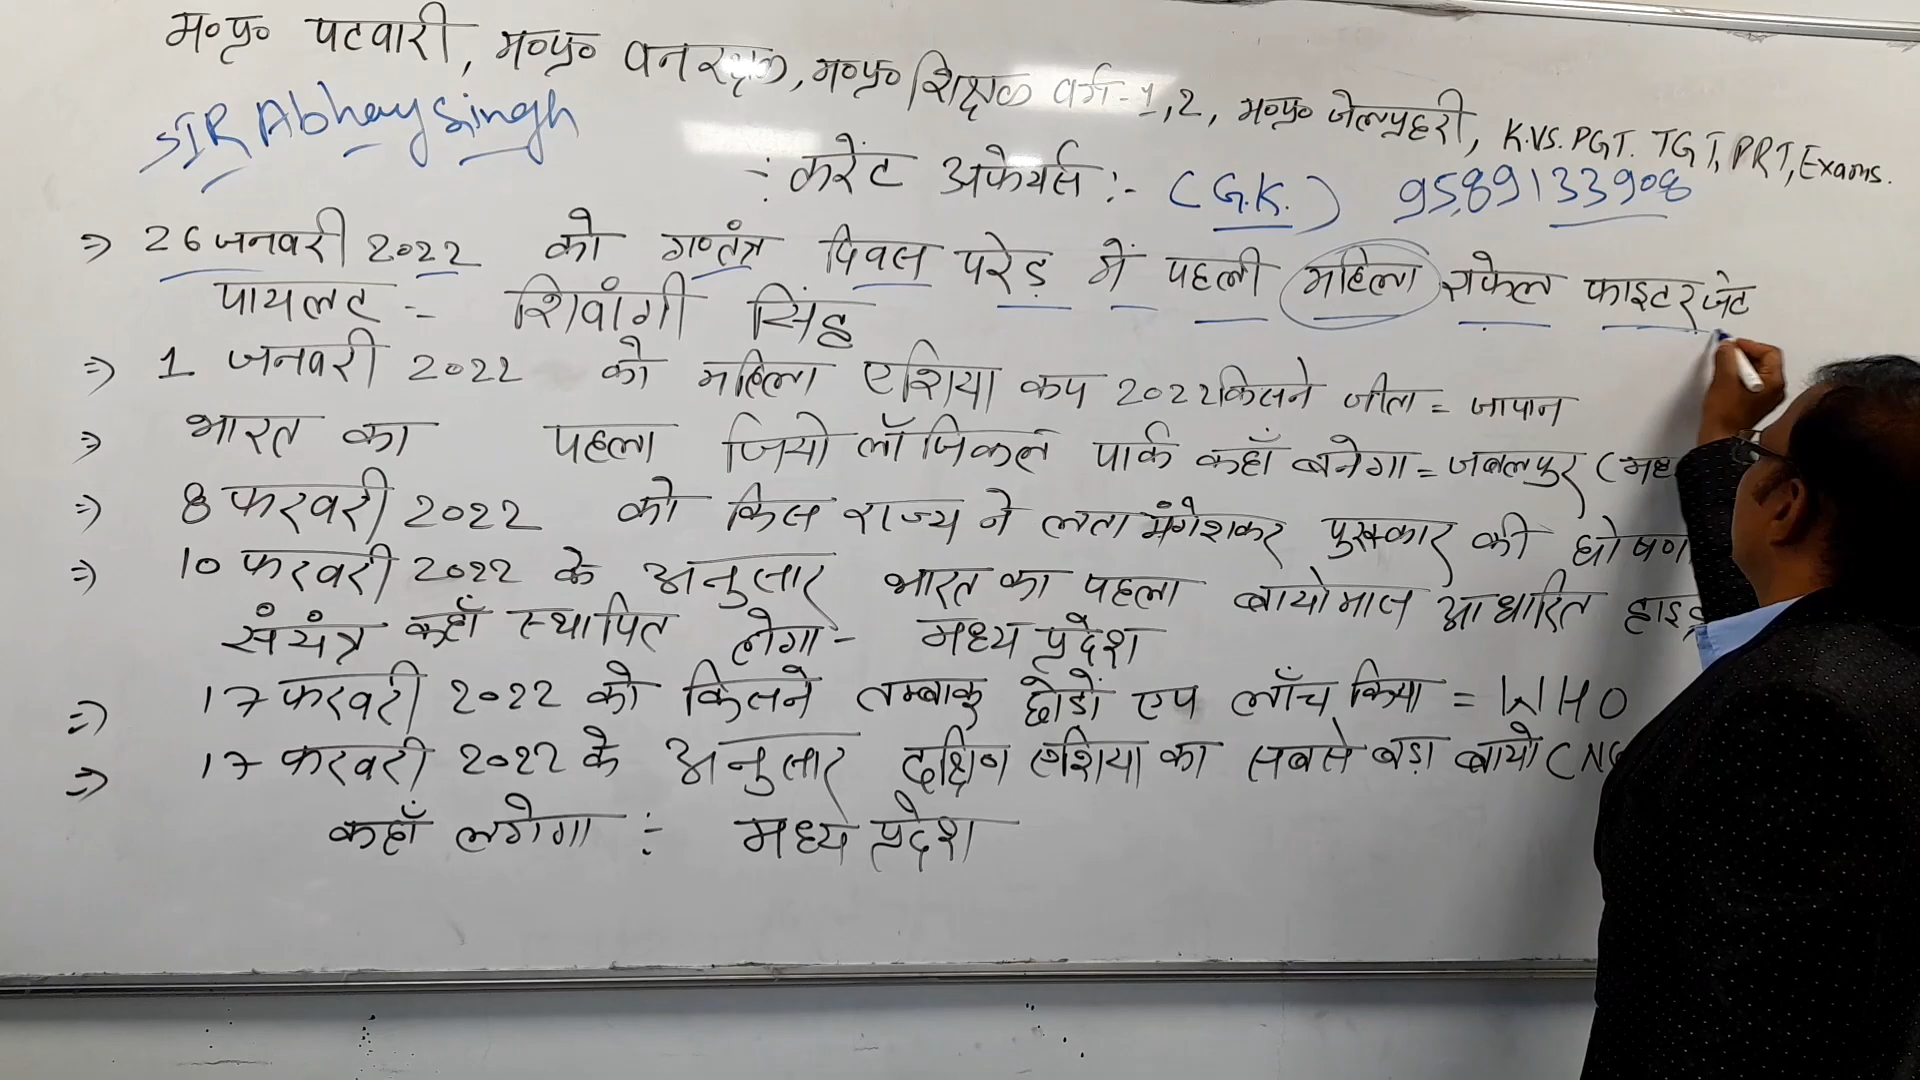 म०प्र० पटवारी, म०प्र० वनरक्षक, म०प्र० शिक्षक वर्ग-1,2, म०प्र० जेलप्रहरी, K.V.S. PGT. TGT, PRT, Exams.
SIR Abhay Singh
÷ करेंट अफेयर्स :- (G.K.) 9589133908
⇒ 26 जनवरी 2022 को गणतंत्र दिवस परेड़ में पहली महिला राफेल फाइटर जेट
पायलट - शिवांगी सिंह
⇒ 1 जनवरी 2022 को महिला एशिया कप 2022 किसने जीता = जापान
⇒ भारत का पहला जियोलॉजिकल पार्क कहाँ बनेगा = जबलपुर (मध्य
⇒ 8 फरवरी 2022 को किस राज्य ने लता मंगेशकर पुरुस्कार की घोषण
⇒ 10 फरवरी 2022 के अनुसार भारत का पहला बायोमास आधारित हाइड्र
संयंत्र कहाँ स्थापित होगा - मध्य प्रदेश
⇒ 17 फरवरी 2022 को किसने तम्बाकू छोडो एप लाँच किया = WHO
⇒ 17 फरवरी 2022 के अनुसार दक्षिण एशिया का सबसे बड़ा बायो CNG
कहाँ लगेगा ÷ मध्य प्रदेश